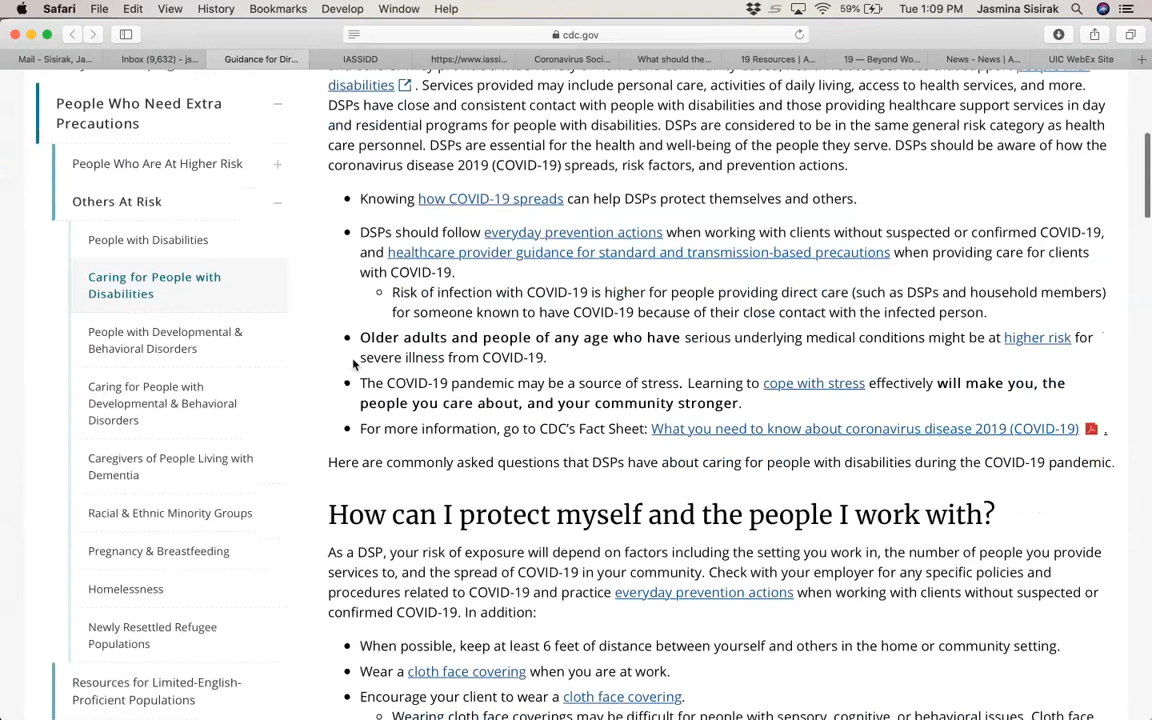 Safari File Edit View History Bookmarks Develop Window Help 59% Tue 1:09 PM Jasmina Sisirak
cdc.gov
Mail - Sisirak, Ja... Inbox (9,632) - js... Guidance for Dir... IASSIDD https://www.iassi... Coronavirus Soci... What should the... 19 Resources | A... 19 — Beyond Wo... News - News | A... UIC WebEx Site
People Who Need Extra
Precautions
People Who Are At Higher Risk
Others At Risk
People with Disabilities
Caring for People with
Disabilities
People with Developmental &
Behavioral Disorders
Caring for People with
Developmental & Behavioral
Disorders
Caregivers of People Living with
Dementia
Racial & Ethnic Minority Groups
Pregnancy & Breastfeeding
Homelessness
Newly Resettled Refugee
Populations
Resources for Limited-English-
Proficient Populations
disabilities . Services provided may include personal care, activities of daily living, access to health services, and more.
DSPs have close and consistent contact with people with disabilities and those providing healthcare support services in day
and residential programs for people with disabilities. DSPs are considered to be in the same general risk category as health
care personnel. DSPs are essential for the health and well-being of the people they serve. DSPs should be aware of how the
coronavirus disease 2019 (COVID-19) spreads, risk factors, and prevention actions.
• Knowing how COVID-19 spreads can help DSPs protect themselves and others.
• DSPs should follow everyday prevention actions when working with clients without suspected or confirmed COVID-19,
and healthcare provider guidance for standard and transmission-based precautions when providing care for clients
with COVID-19.
Risk of infection with COVID-19 is higher for people providing direct care (such as DSPs and household members)
for someone known to have COVID-19 because of their close contact with the infected person.
• Older adults and people of any age who have serious underlying medical conditions might be at higher risk for
severe illness from COVID-19.
• The COVID-19 pandemic may be a source of stress. Learning to cope with stress effectively will make you, the
people you care about, and your community stronger.
• For more information, go to CDC's Fact Sheet: What you need to know about coronavirus disease 2019 (COVID-19) .
Here are commonly asked questions that DSPs have about caring for people with disabilities during the COVID-19 pandemic.
How can I protect myself and the people I work with?
As a DSP, your risk of exposure will depend on factors including the setting you work in, the number of people you provide
services to, and the spread of COVID-19 in your community. Check with your employer for any specific policies and
procedures related to COVID-19 and practice everyday prevention actions when working with clients without suspected or
confirmed COVID-19. In addition:
• When possible, keep at least 6 feet of distance between yourself and others in the home or community setting.
• Wear a cloth face covering when you are at work.
• Encourage your client to wear a cloth face covering.
Wearing cloth face coverings may be difficult for people with sensory, cognitive, or behavioral issues. Cloth face